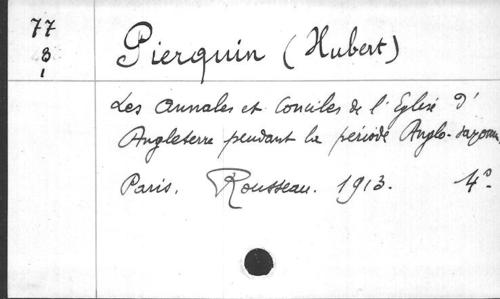 77
8
1
Pierquin (Hubert)
Les Annales et Conciles de l'Eglise d'
Angleterre pendant la période Anglo-saxonne
Paris. Rousseau. 1913. 4°.